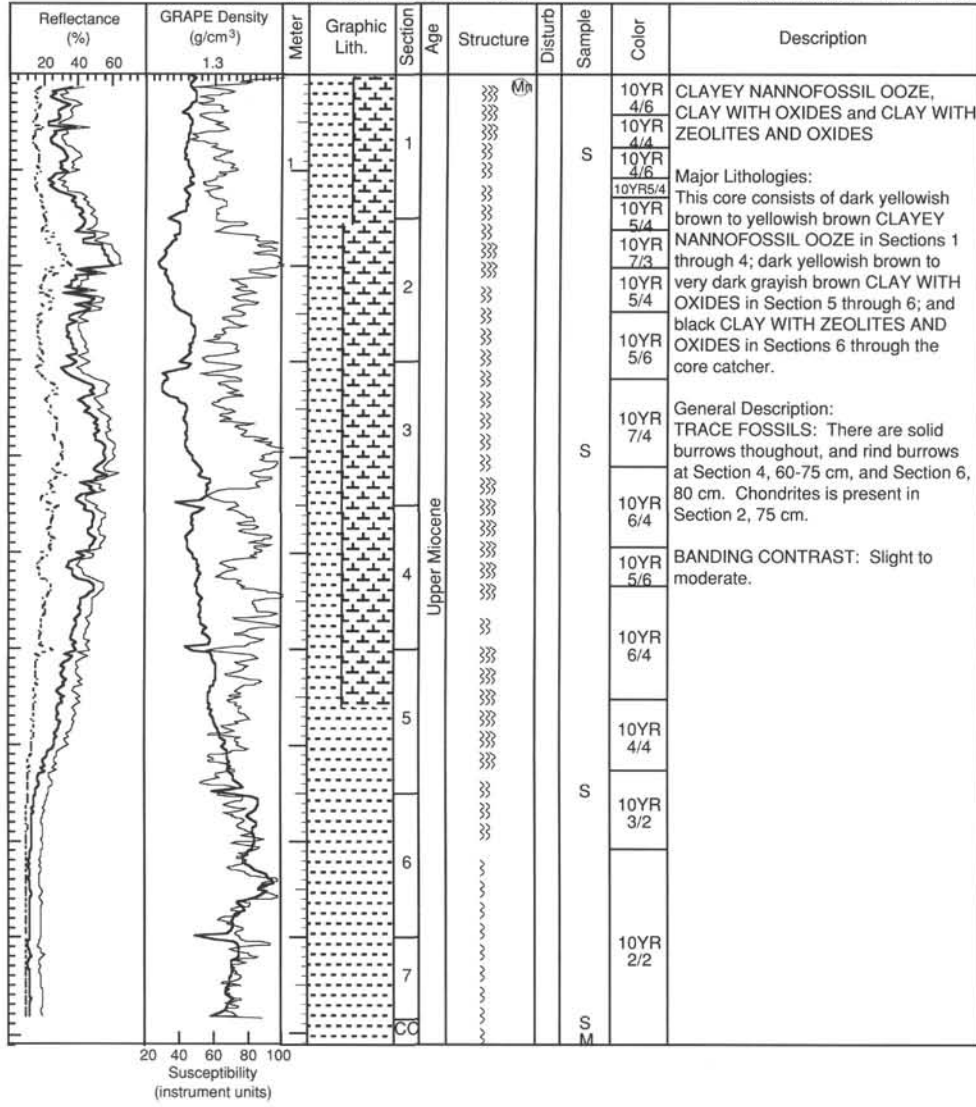 Reflectance
(%)
20 40 60
GRAPE Density
(g/cm3)
1.3
Meter
Graphic
Lith.
Section
Age
Structure
Disturb
Sample
Color
Description
1
1
2
3
4
5
6
7
CC
Upper Miocene
Mn
S
S
S
S
M
10YR
4/6
10YR
4/4
10YR
4/6
10YR5/4
10YR
5/4
10YR
7/3
10YR
5/4
10YR
5/6
10YR
7/4
10YR
6/4
10YR
5/6
10YR
6/4
10YR
4/4
10YR
3/2
10YR
2/2
CLAYEY NANNOFOSSIL OOZE,
CLAY WITH OXIDES and CLAY WITH
ZEOLITES AND OXIDES
Major Lithologies:
This core consists of dark yellowish
brown to yellowish brown CLAYEY
NANNOFOSSIL OOZE in Sections 1
through 4; dark yellowish brown to
very dark grayish brown CLAY WITH
OXIDES in Section 5 through 6; and
black CLAY WITH ZEOLITES AND
OXIDES in Sections 6 through the
core catcher.
General Description:
TRACE FOSSILS: There are solid
burrows thoughout, and rind burrows
at Section 4, 60-75 cm, and Section 6,
80 cm. Chondrites is present in
Section 2, 75 cm.
BANDING CONTRAST: Slight to
moderate.
20 40 60 80 100
Susceptibility
(instrument units)